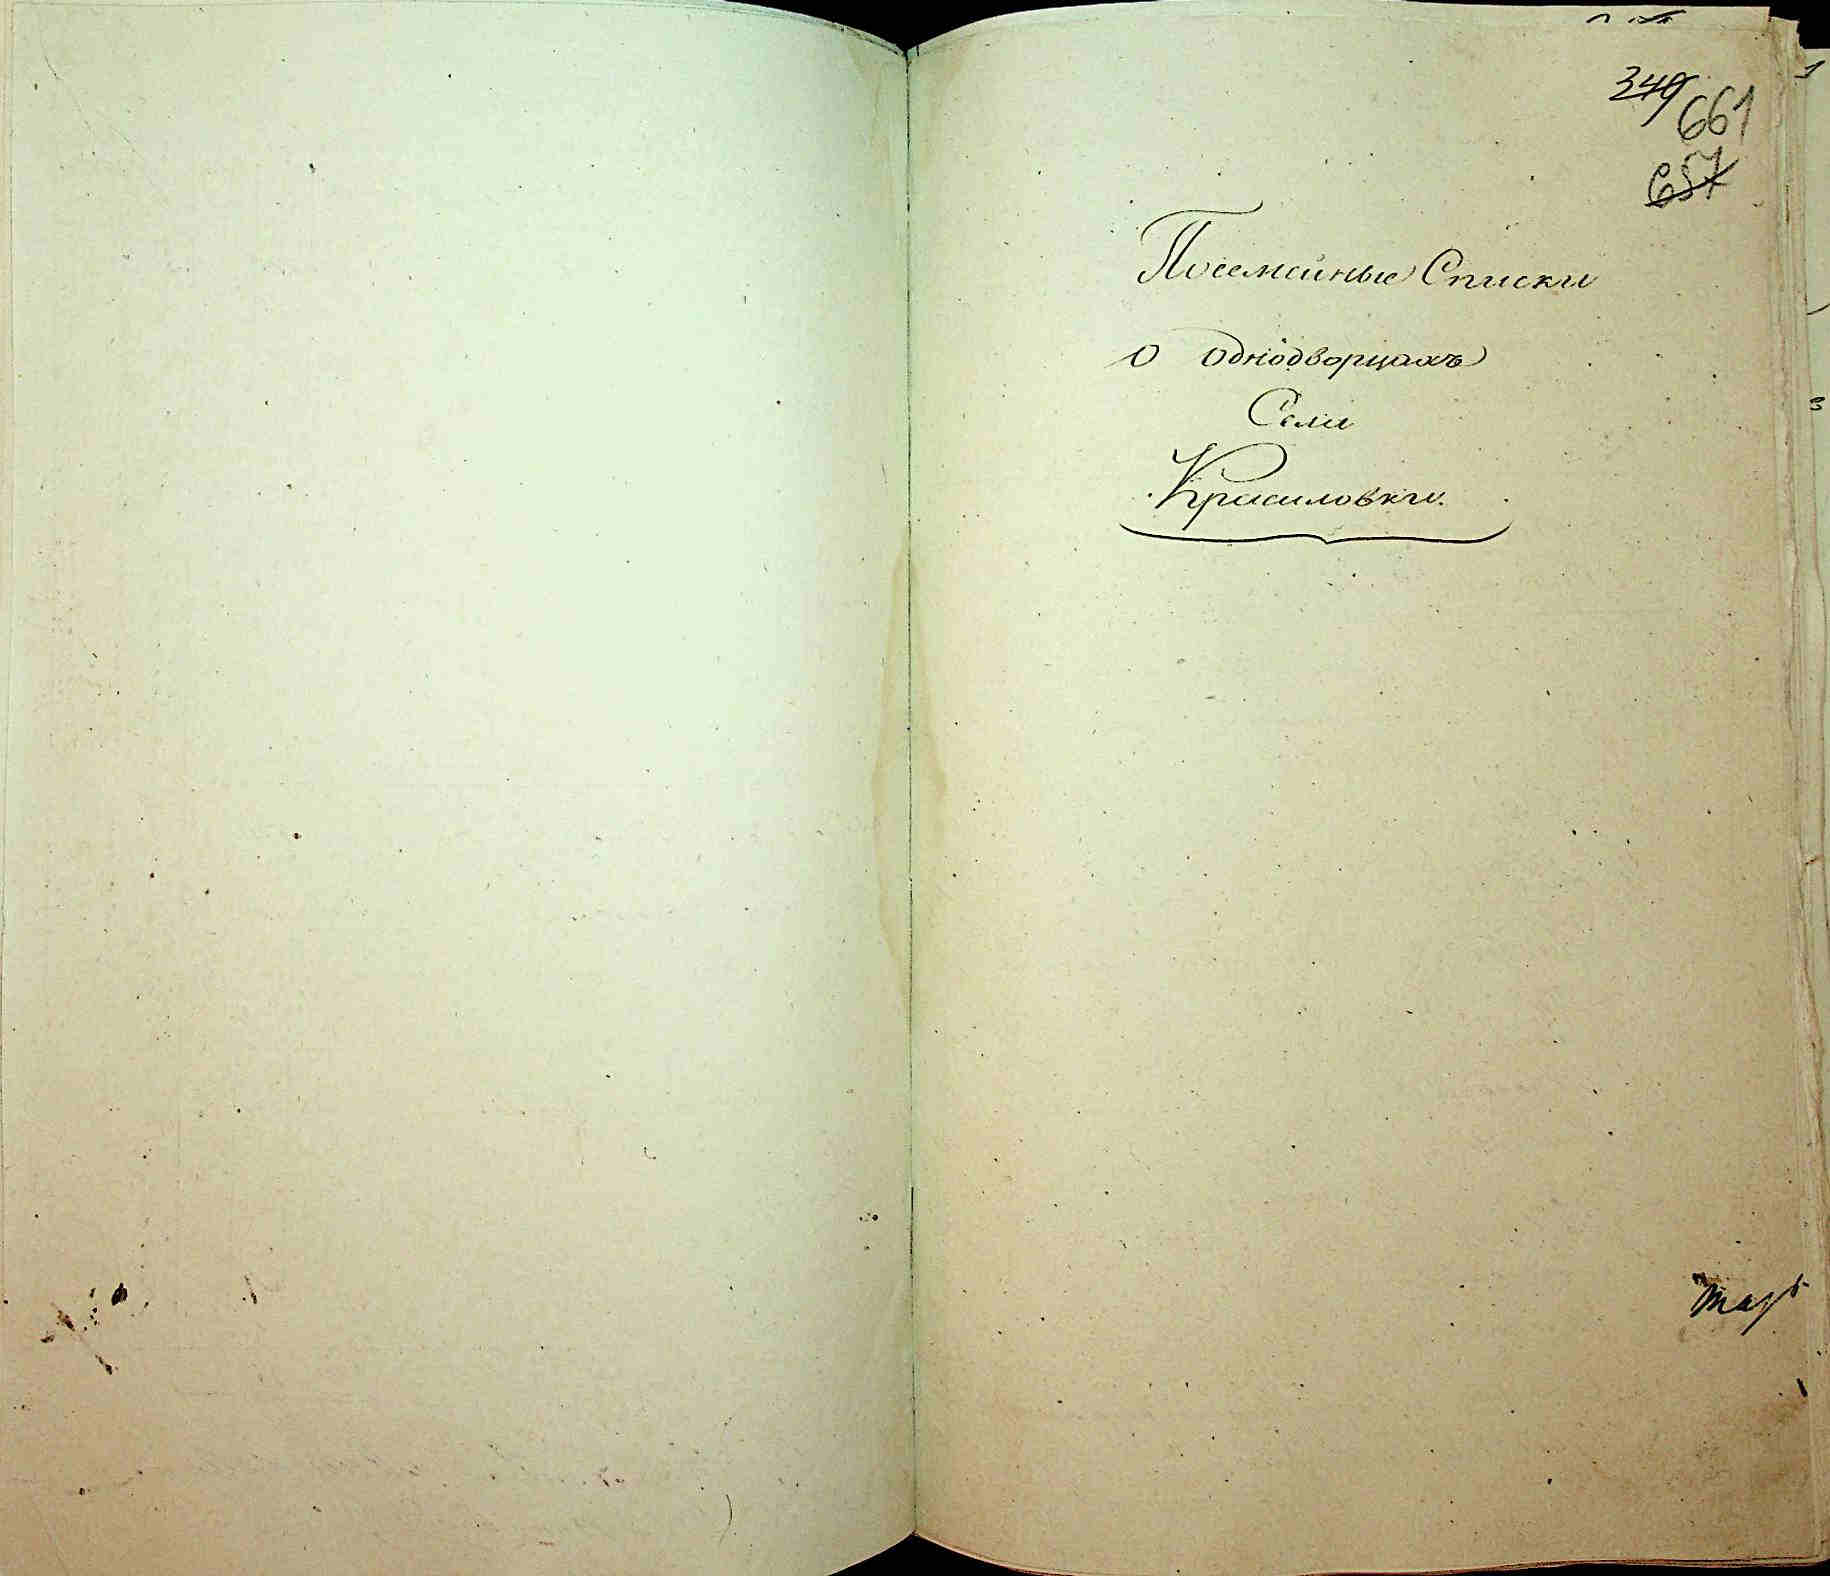 349
661
657
Посемейные Списки
о однодворцахъ
Села
Красиловки.